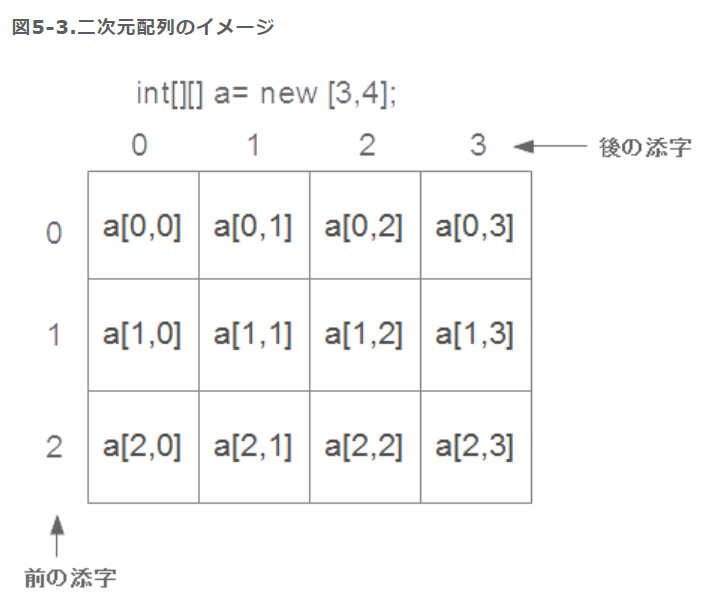 図5-3.二次元配列のイメージ
int[][] a= new [3,4];
0 1 2 3 後の添字
0 a[0,0] a[0,1] a[0,2] a[0,3]
1 a[1,0] a[1,1] a[1,2] a[1,3]
2 a[2,0] a[2,1] a[2,2] a[2,3]
前の添字